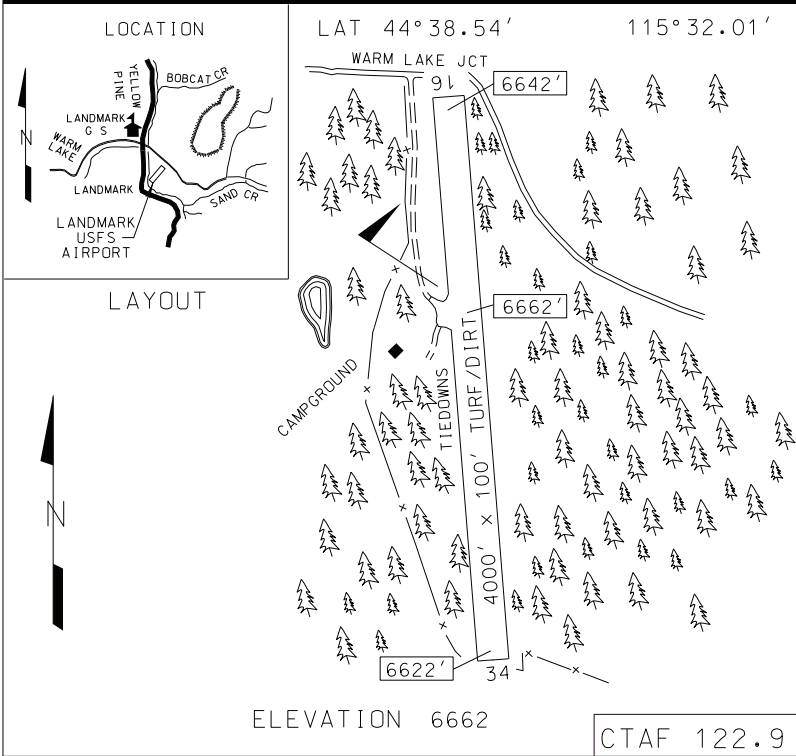 LOCATION
YELLOW
PINE
BOBCAT CR
LANDMARK
G S
WARM
LAKE
N
LANDMARK
SAND CR
LANDMARK
USFS
AIRPORT
LAYOUT
N
LAT 44°38.54' 115°32.01'
WARM LAKE JCT
16
6642'
6662'
CAMPGROUND
TIEDOWNS
4000' x 100' TURF/DIRT
6622'
34
ELEVATION 6662
CTAF 122.9